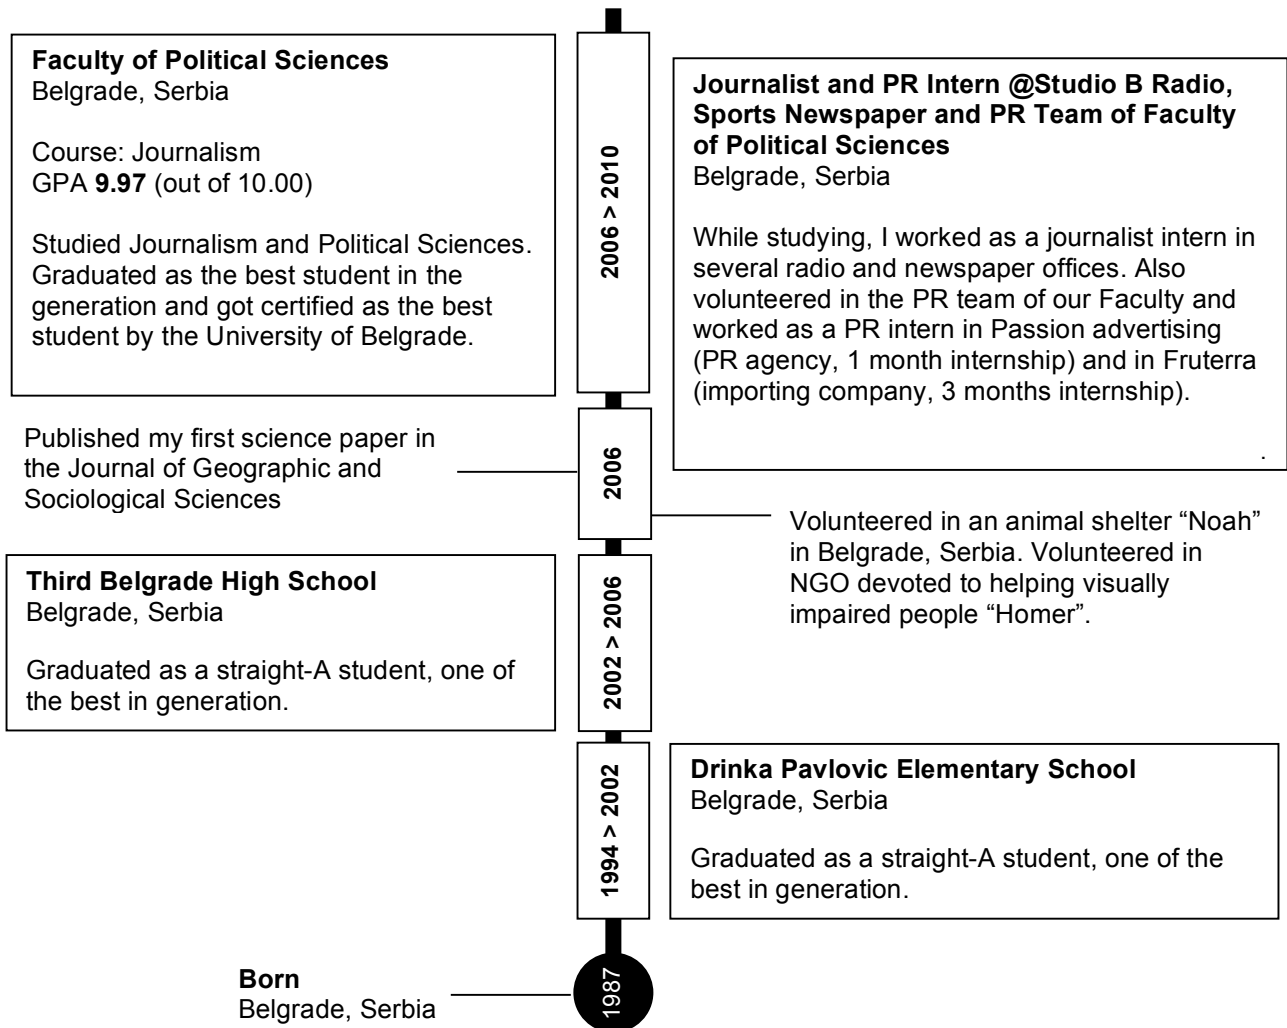 Faculty of Political Sciences
Belgrade, Serbia
Course: Journalism
GPA 9.97 (out of 10.00)
Studied Journalism and Political Sciences.
Graduated as the best student in the
generation and got certified as the best
student by the University of Belgrade.
2006 > 2010
Journalist and PR Intern @Studio B Radio,
Sports Newspaper and PR Team of Faculty
of Political Sciences
Belgrade, Serbia
While studying, I worked as a journalist intern in
several radio and newspaper offices. Also
volunteered in the PR team of our Faculty and
worked as a PR intern in Passion advertising
(PR agency, 1 month internship) and in Fruterra
(importing company, 3 months internship).
.
Published my first science paper in
the Journal of Geographic and
Sociological Sciences
2006
Volunteered in an animal shelter “Noah”
in Belgrade, Serbia. Volunteered in
NGO devoted to helping visually
impaired people “Homer”.
Third Belgrade High School
Belgrade, Serbia
Graduated as a straight-A student, one of
the best in generation.
2002 > 2006
1994 > 2002
Drinka Pavlovic Elementary School
Belgrade, Serbia
Graduated as a straight-A student, one of the
best in generation.
Born
Belgrade, Serbia
1987